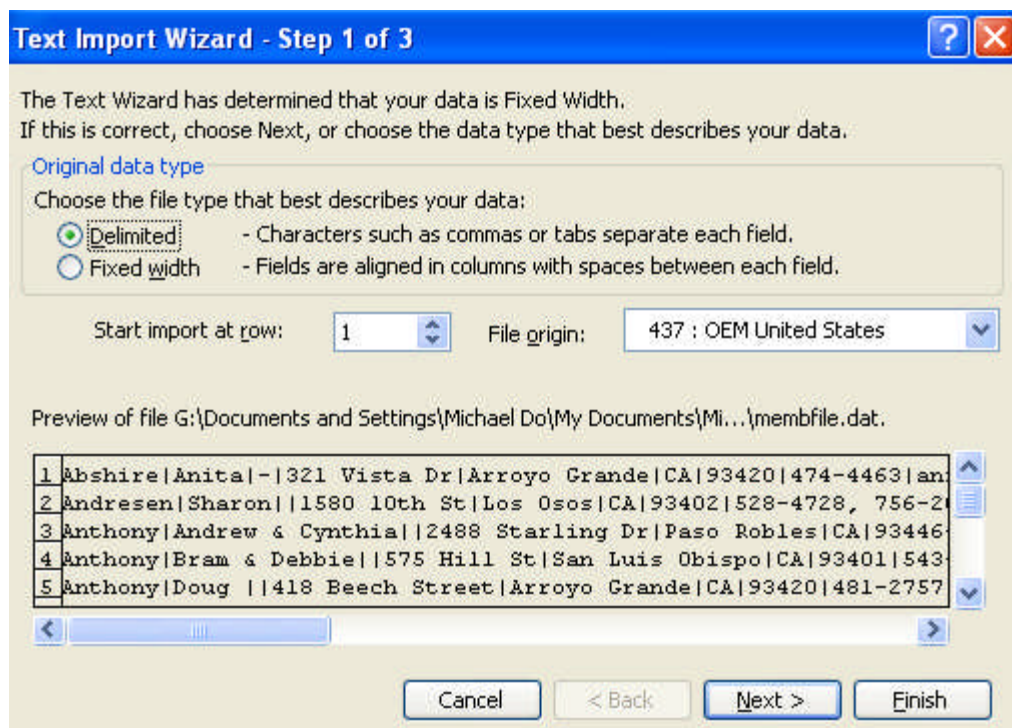 Text Import Wizard - Step 1 of 3
The Text Wizard has determined that your data is Fixed Width.
If this is correct, choose Next, or choose the data type that best describes your data.
Original data type
Choose the file type that best describes your data:
Delimited - Characters such as commas or tabs separate each field.
Fixed width - Fields are aligned in columns with spaces between each field.
Start import at row: 1 File origin: 437 : OEM United States
Preview of file G:\Documents and Settings\Michael Do\My Documents\Mi...\membfile.dat.
1 Abshire|Anita|-|321 Vista Dr|Arroyo Grande|CA|93420|474-4463|an
2 Andresen|Sharon||1580 10th St|Los Osos|CA|93402|528-4728, 756-2
3 Anthony|Andrew & Cynthia||2488 Starling Dr|Paso Robles|CA|93446
4 Anthony|Bram & Debbie||575 Hill St|San Luis Obispo|CA|93401|543
5 Anthony|Doug ||418 Beech Street|Arroyo Grande|CA|93420|481-2757
Cancel < Back Next > Finish